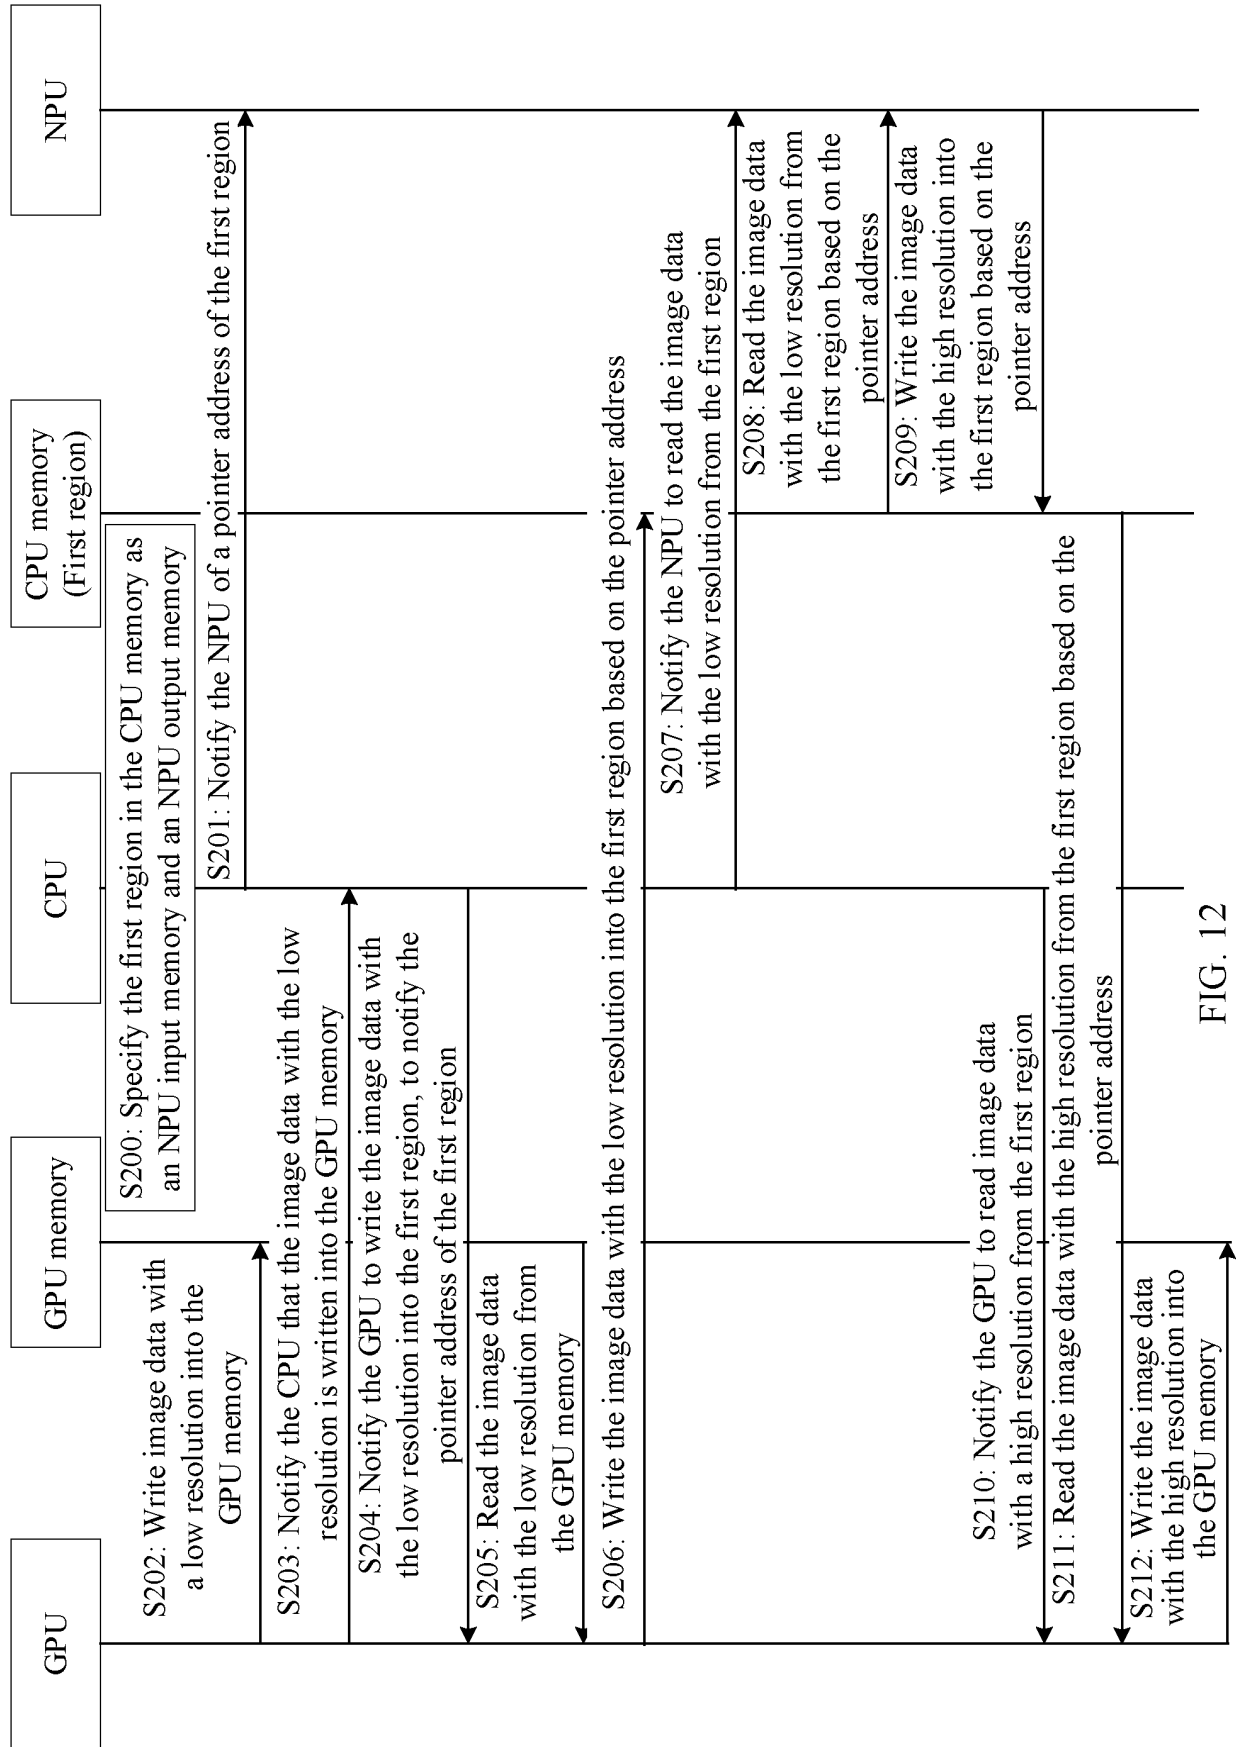 GPU
GPU memory
CPU
CPU memory
(First region)
NPU
S200: Specify the first region in the CPU memory as
an NPU input memory and an NPU output memory
S201: Notify the NPU of a pointer address of the first region
S202: Write image data with
a low resolution into the
GPU memory
S203: Notify the CPU that the image data with the low
resolution is written into the GPU memory
S204: Notify the GPU to write the image data with
the low resolution into the first region, to notify the
pointer address of the first region
S205: Read the image data
with the low resolution from
the GPU memory
S206: Write the image data with the low resolution into the first region based on the pointer address
S207: Notify the NPU to read the image data
with the low resolution from the first region
S208: Read the image data
with the low resolution from
the first region based on the
pointer address
S209: Write the image data
with the high resolution into
the first region based on the
pointer address
S210: Notify the GPU to read image data
with a high resolution from the first region
S211: Read the image data with the high resolution from the first region based on the
pointer address
S212: Write the image data
with the high resolution into
the GPU memory
FIG. 12